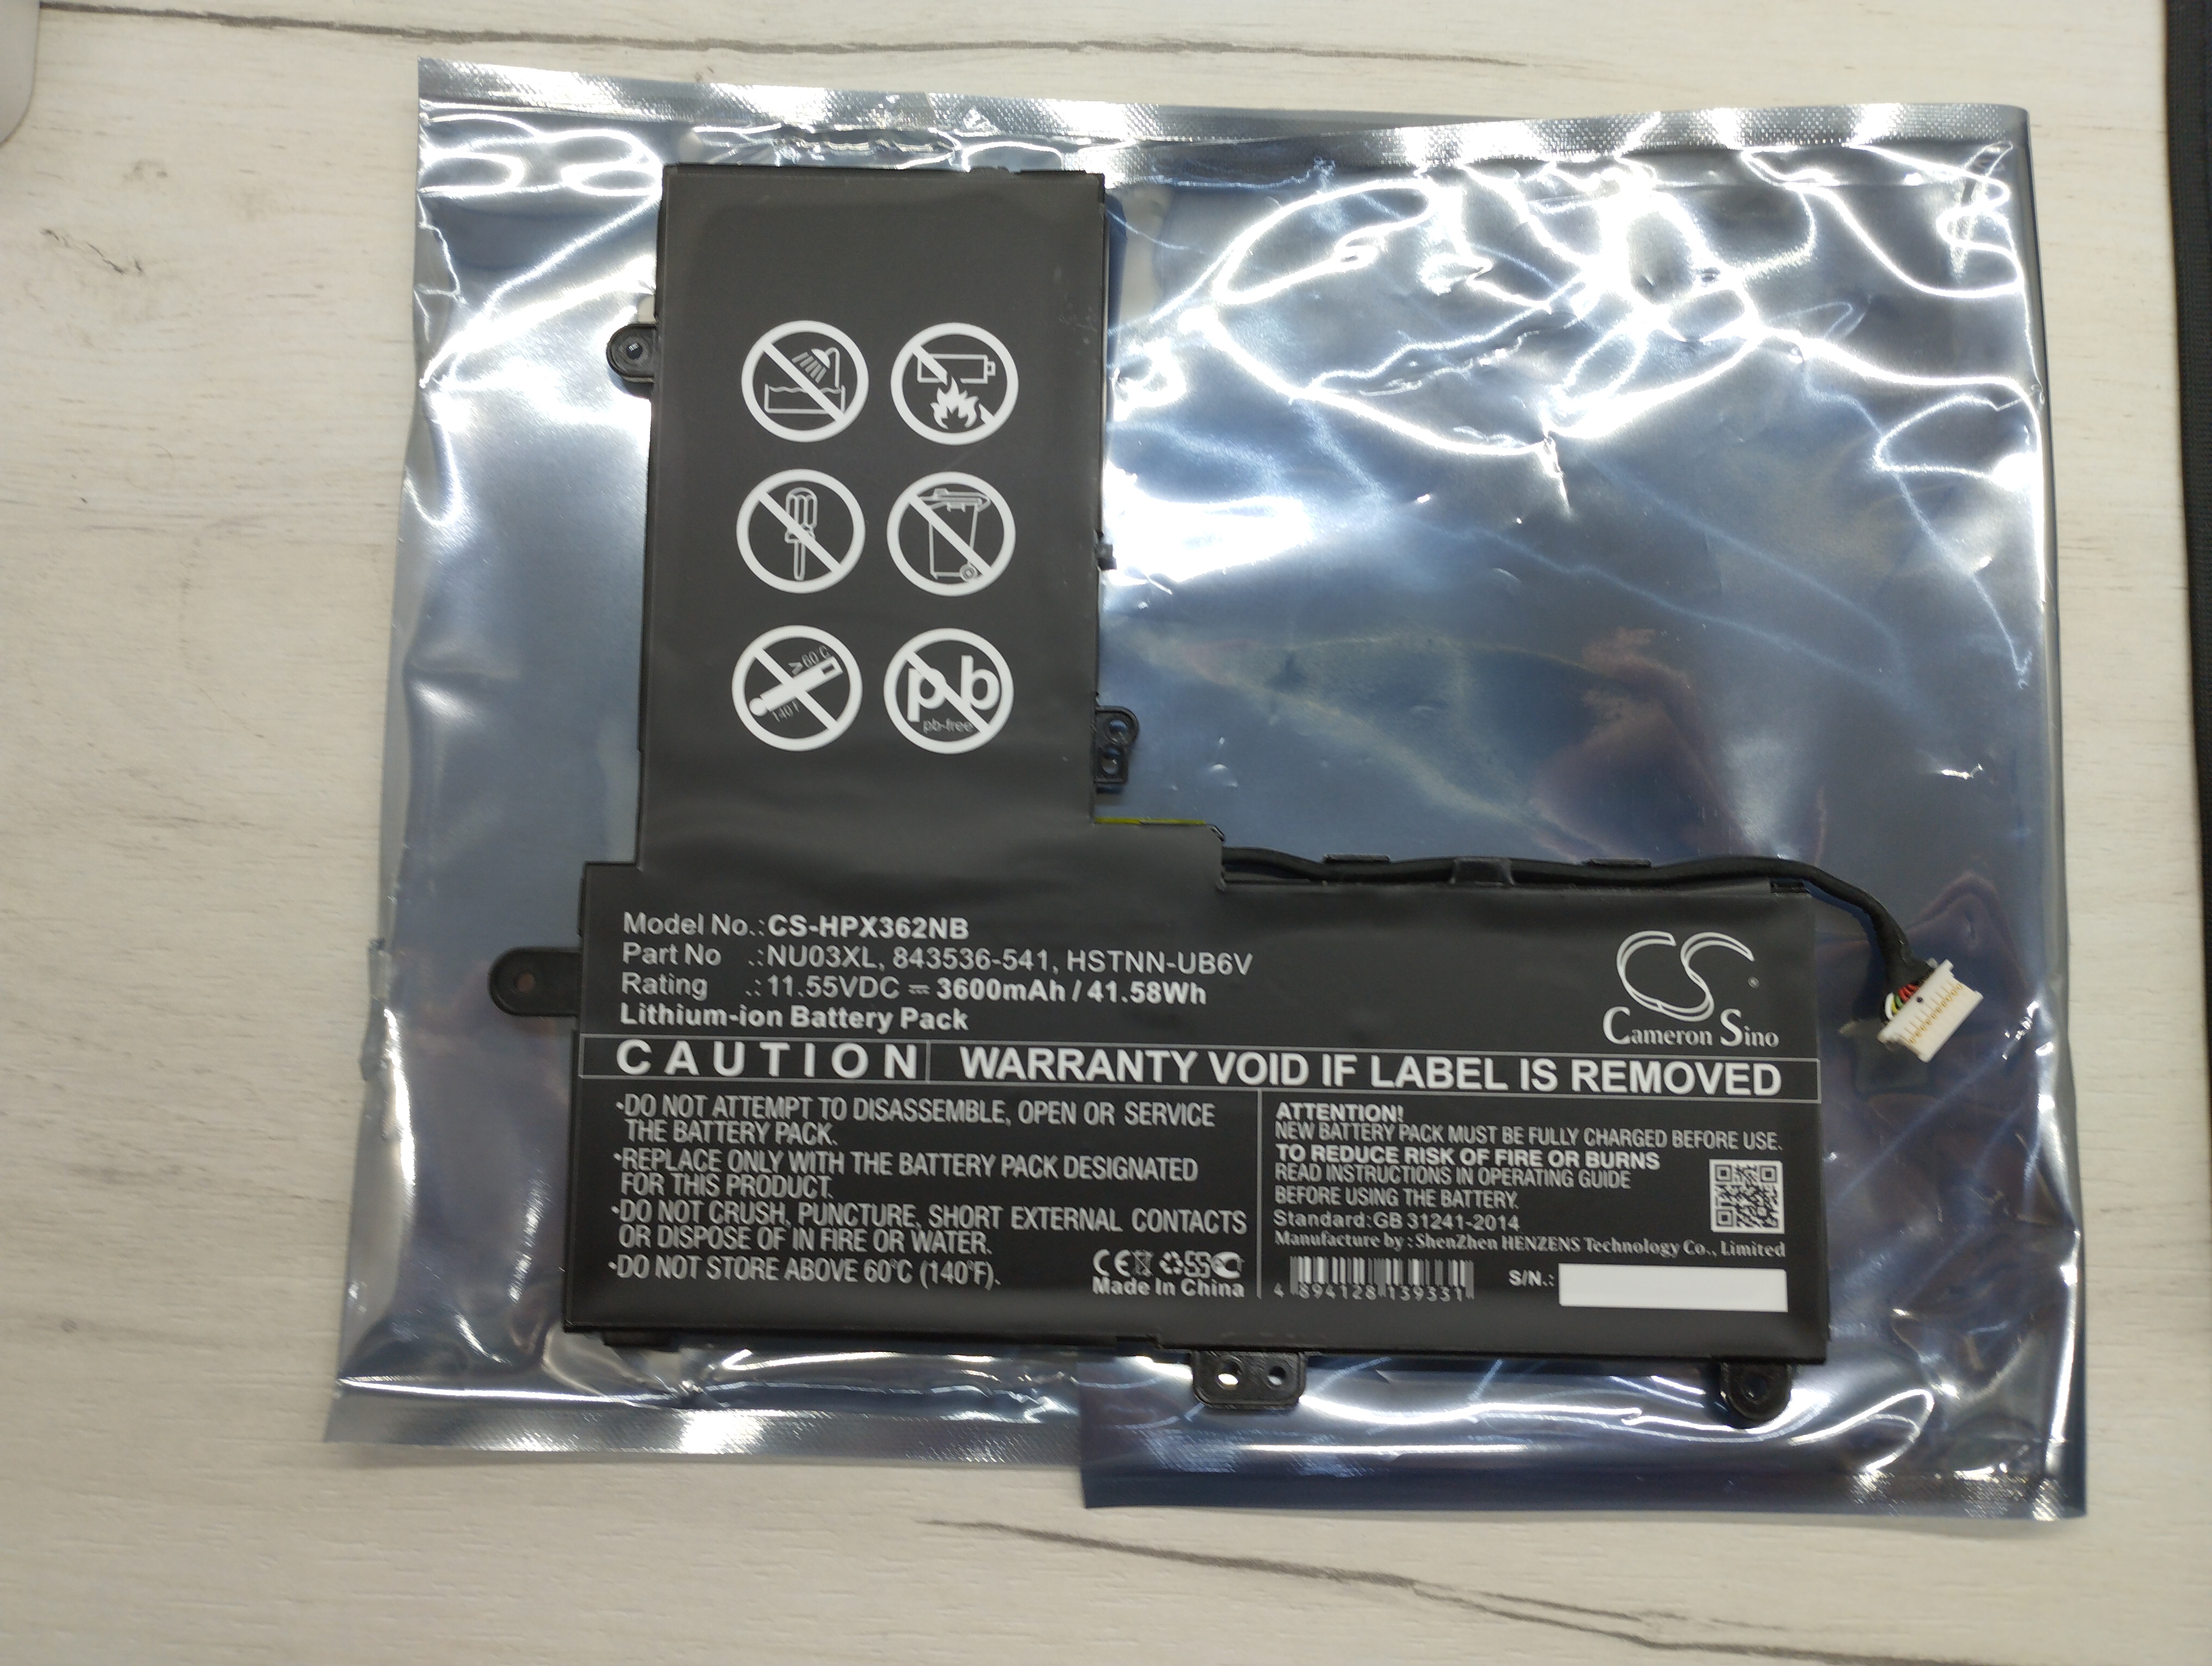 >60°C
140°F
pb
pb-free
Model No.:CS-HPX362NB
Part No .:NU03XL, 843536-541, HSTNN-UB6V
Rating .:11.55VDC ⎓ 3600mAh / 41.58Wh
Lithium-ion Battery Pack
CS
Cameron Sino
CAUTION WARRANTY VOID IF LABEL IS REMOVED
•DO NOT ATTEMPT TO DISASSEMBLE, OPEN OR SERVICE
THE BATTERY PACK.
•REPLACE ONLY WITH THE BATTERY PACK DESIGNATED
FOR THIS PRODUCT.
•DO NOT CRUSH, PUNCTURE, SHORT EXTERNAL CONTACTS
OR DISPOSE OF IN FIRE OR WATER.
•DO NOT STORE ABOVE 60°C (140°F).
CE
Made In China
ATTENTION!
NEW BATTERY PACK MUST BE FULLY CHARGED BEFORE USE.
TO REDUCE RISK OF FIRE OR BURNS
READ INSTRUCTIONS IN OPERATING GUIDE
BEFORE USING THE BATTERY.
Standard:GB 31241-2014
Manufacture by : ShenZhen HENZENS Technology Co., Limited
4 894128 139331
S/N.: